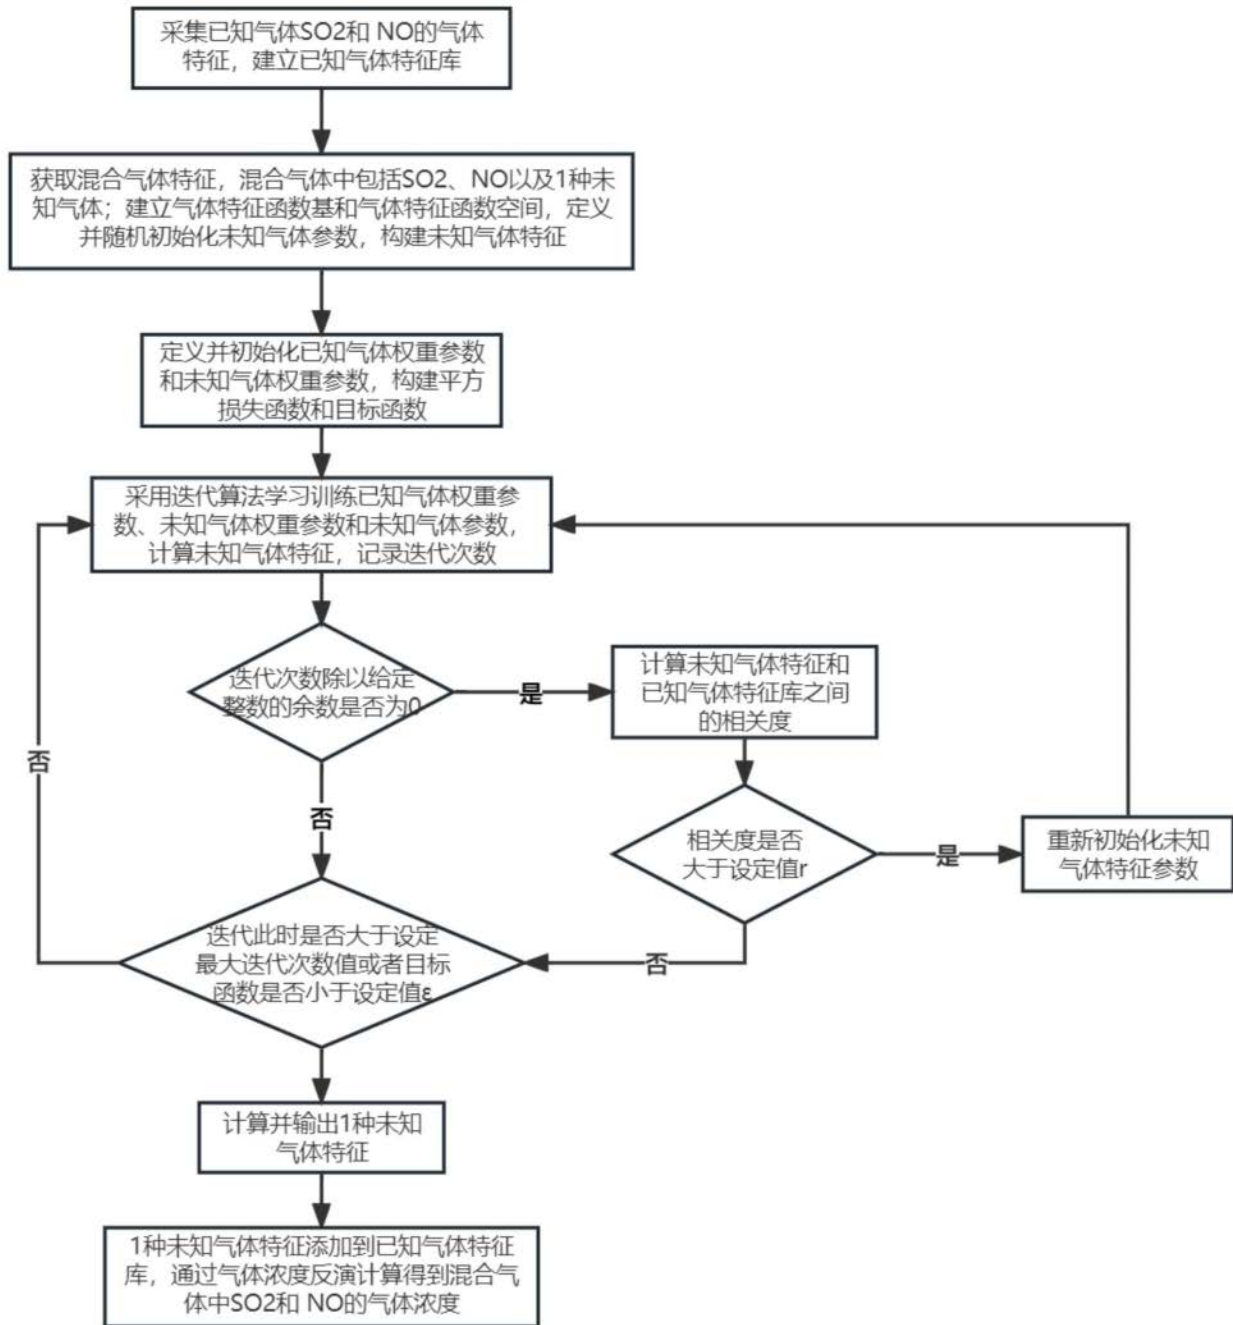 采集已知气体SO2和 NO的气体
特征，建立已知气体特征库
获取混合气体特征，混合气体中包括SO2、NO以及1种未
知气体；建立气体特征函数基和气体特征函数空间，定义
并随机初始化未知气体参数，构建未知气体特征
定义并初始化已知气体权重参数
和未知气体权重参数，构建平方
损失函数和目标函数
采用迭代算法学习训练已知气体权重参
数、未知气体权重参数和未知气体参数，
计算未知气体特征，记录迭代次数
迭代次数除以给定
整数的余数是否为0
是
计算未知气体特征和
已知气体特征库之间
的相关度
否
否
相关度是否
大于设定值r
是
重新初始化未知
气体特征参数
迭代此时是否大于设定
最大迭代次数值或者目标
函数是否小于设定值ε
否
计算并输出1种未知
气体特征
1种未知气体特征添加到已知气体特征
库，通过气体浓度反演计算得到混合气
体中SO2和 NO的气体浓度